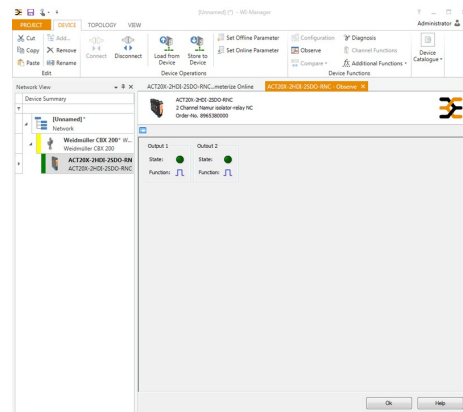 [Unnamed] (*) - WI-Manager
PROJECT DEVICE TOPOLOGY VIEW Administrator
Cut Add... Set Offline Parameter Configuration Diagnosis
Copy Remove Set Online Parameter Observe Channel Functions
Paste Rename Compare Additional Functions
Connect Disconnect Load from Device Store to Device Device Catalogue
Edit Device Operations Device Functions
Network View
ACT20X-2HDI-2SDO-RNC...meterize Online ACT20X-2HDI-2SDO-RNC - Observe
Device Summary
ACT20X-2HDI-2SDO-RNC
2 Channel Namur isolator-relay NC
Order-No. 8965380000
[Unnamed]*
Network
Weidmüller CBX 200* W...
Weidmüller CBX 200
ACT20X-2HDI-2SDO-RN
ACT20X-2HDI-2SDO-RNC
Output 1 Output 2
State: State:
Function: Function:
Ok Help